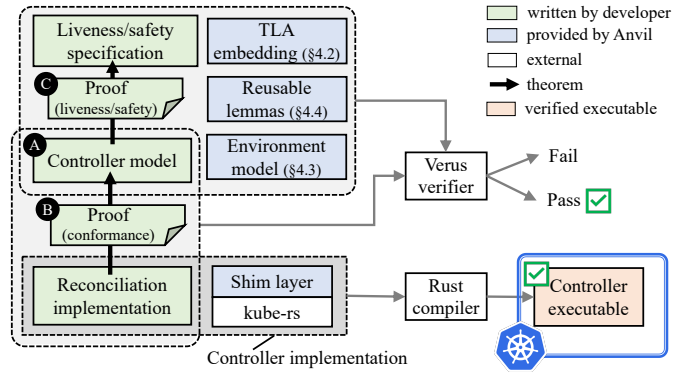 Liveness/safety
specification
TLA
embedding (§4.2)
written by developer
provided by Anvil
external
theorem
verified executable
C
Proof
(liveness/safety)
Reusable
lemmas (§4.4)
A
Controller model
Environment
model (§4.3)
Verus
verifier
Fail
Pass
B
Proof
(conformance)
Reconciliation
implementation
Shim layer
kube-rs
Rust
compiler
Controller
executable
Controller implementation